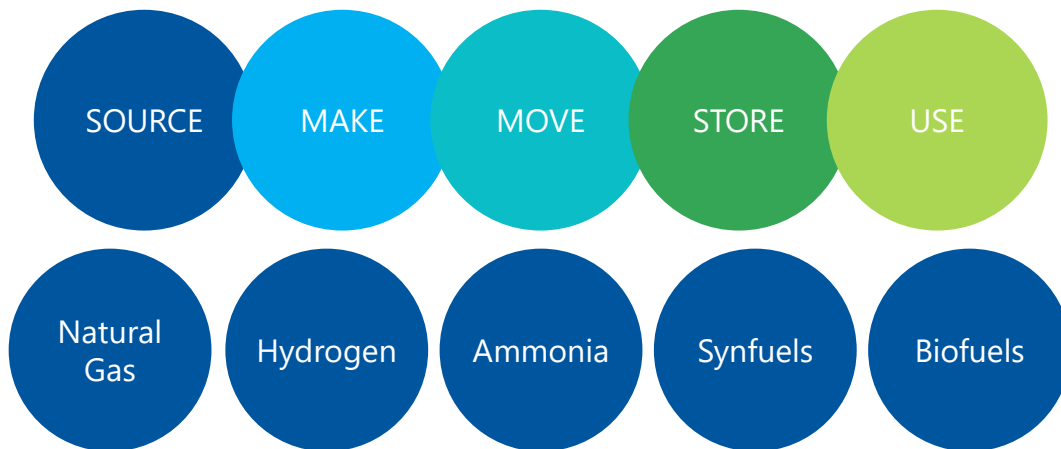 SOURCE
MAKE
MOVE
STORE
USE
Natural
Gas
Hydrogen
Ammonia
Synfuels
Biofuels